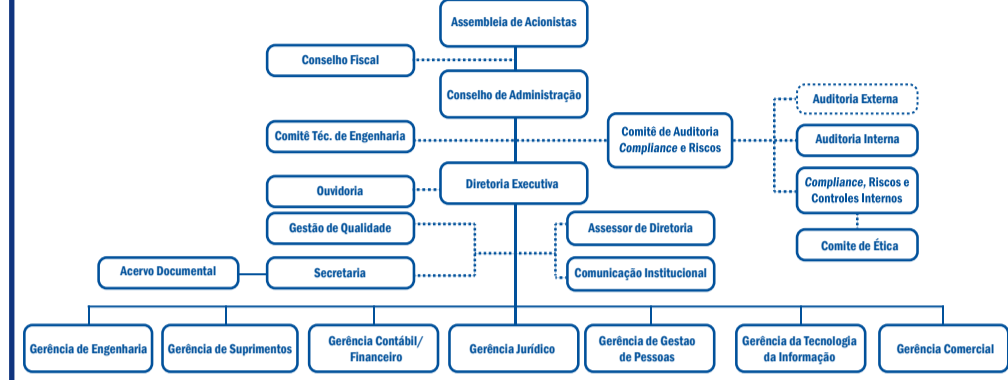 Assembleia de Acionistas
Conselho Fiscal
Conselho de Administração
Auditoria Externa
Comitê Téc. de Engenharia
Comitê de Auditoria
Compliance e Riscos
Auditoria Interna
Ouvidoria
Diretoria Executiva
Compliance, Riscos e
Controles Internos
Gestão de Qualidade
Assessor de Diretoria
Comite de Ética
Acervo Documental
Secretaria
Comunicação Institucional
Gerência de Engenharia
Gerência de Suprimentos
Gerência Contábil/
Financeiro
Gerência Jurídico
Gerência de Gestao
de Pessoas
Gerência da Tecnologia
da Informação
Gerência Comercial